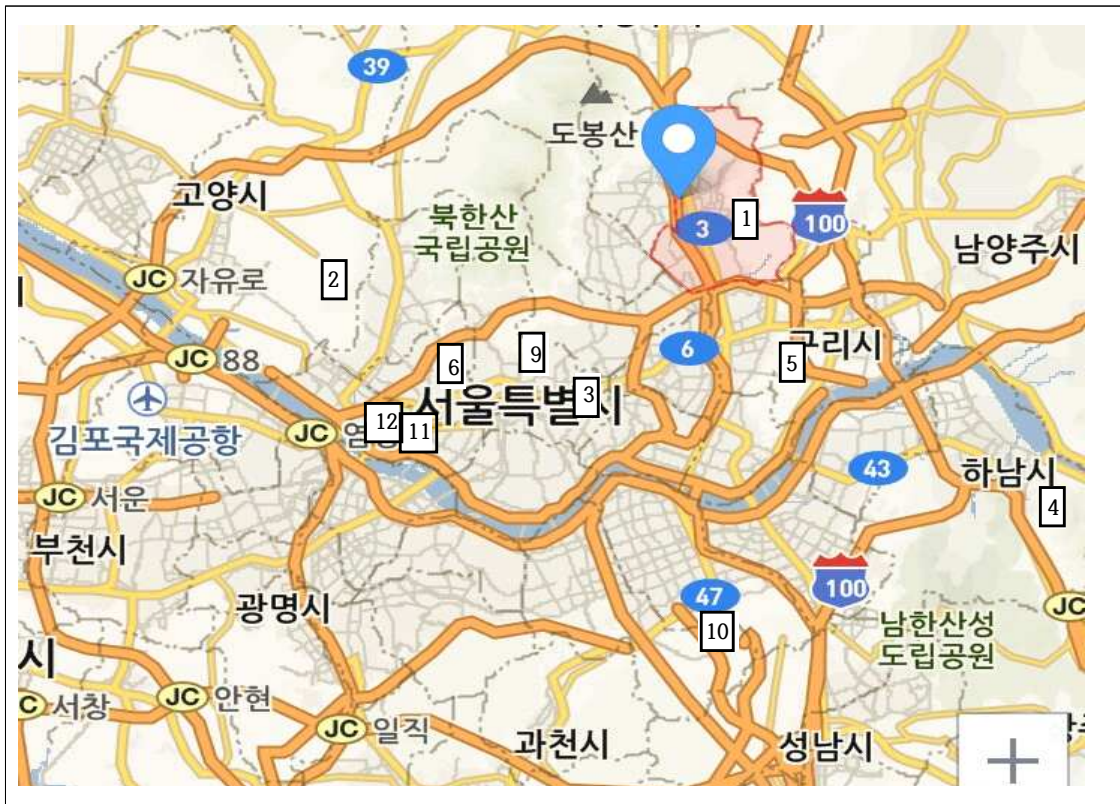 39
도봉산
고양시
북한산
국립공원
3
1
100
남양주시
JC 자유로
2
JC 88
6
9
6
5
구리시
3
서울특별시
12
11
김포국제공항
JC
43
하남시
JC 서운
4
부천시
100
JC
광명시
47
10
남한산성
도립공원
시
JC 안현
C 서창
JC 일직
과천시
성남시
+